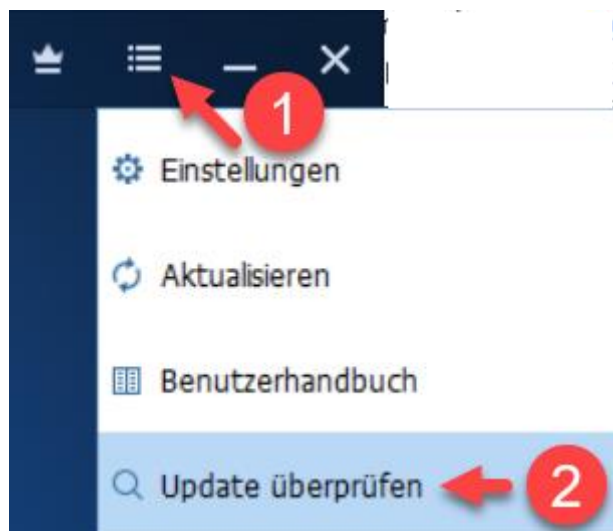 1
Einstellungen
Aktualisieren
Benutzerhandbuch
Update überprüfen
2